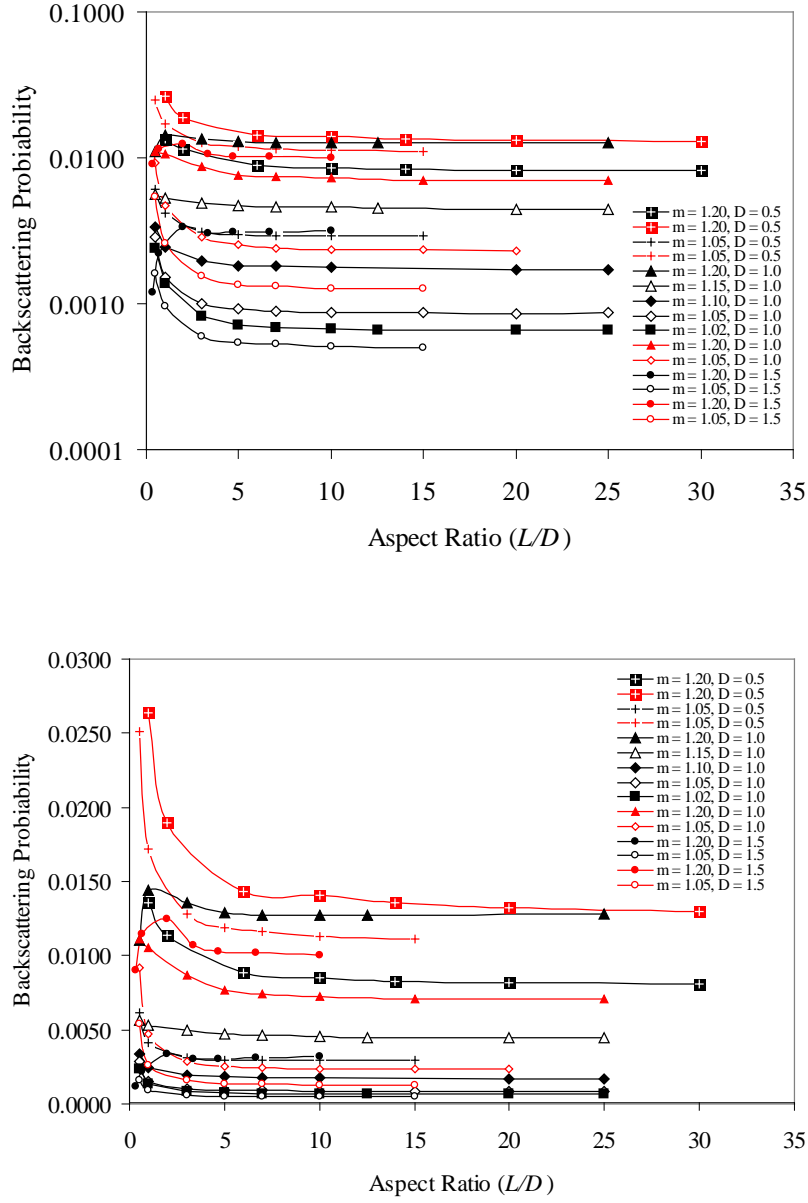 0.1000
0.0100
0.0010
0.0001
Backscattering Probiability
0 5 10 15 20 25 30 35
Aspect Ratio (L/D)
m = 1.20, D = 0.5
m = 1.20, D = 0.5
m = 1.05, D = 0.5
m = 1.05, D = 0.5
m = 1.20, D = 1.0
m = 1.15, D = 1.0
m = 1.10, D = 1.0
m = 1.05, D = 1.0
m = 1.02, D = 1.0
m = 1.20, D = 1.0
m = 1.05, D = 1.0
m = 1.20, D = 1.5
m = 1.05, D = 1.5
m = 1.20, D = 1.5
m = 1.05, D = 1.5
0.0300
0.0250
0.0200
0.0150
0.0100
0.0050
0.0000
Backscattering Probiability
0 5 10 15 20 25 30 35
Aspect Ratio (L/D)
m = 1.20, D = 0.5
m = 1.20, D = 0.5
m = 1.05, D = 0.5
m = 1.05, D = 0.5
m = 1.20, D = 1.0
m = 1.15, D = 1.0
m = 1.10, D = 1.0
m = 1.05, D = 1.0
m = 1.02, D = 1.0
m = 1.20, D = 1.0
m = 1.05, D = 1.0
m = 1.20, D = 1.5
m = 1.05, D = 1.5
m = 1.20, D = 1.5
m = 1.05, D = 1.5